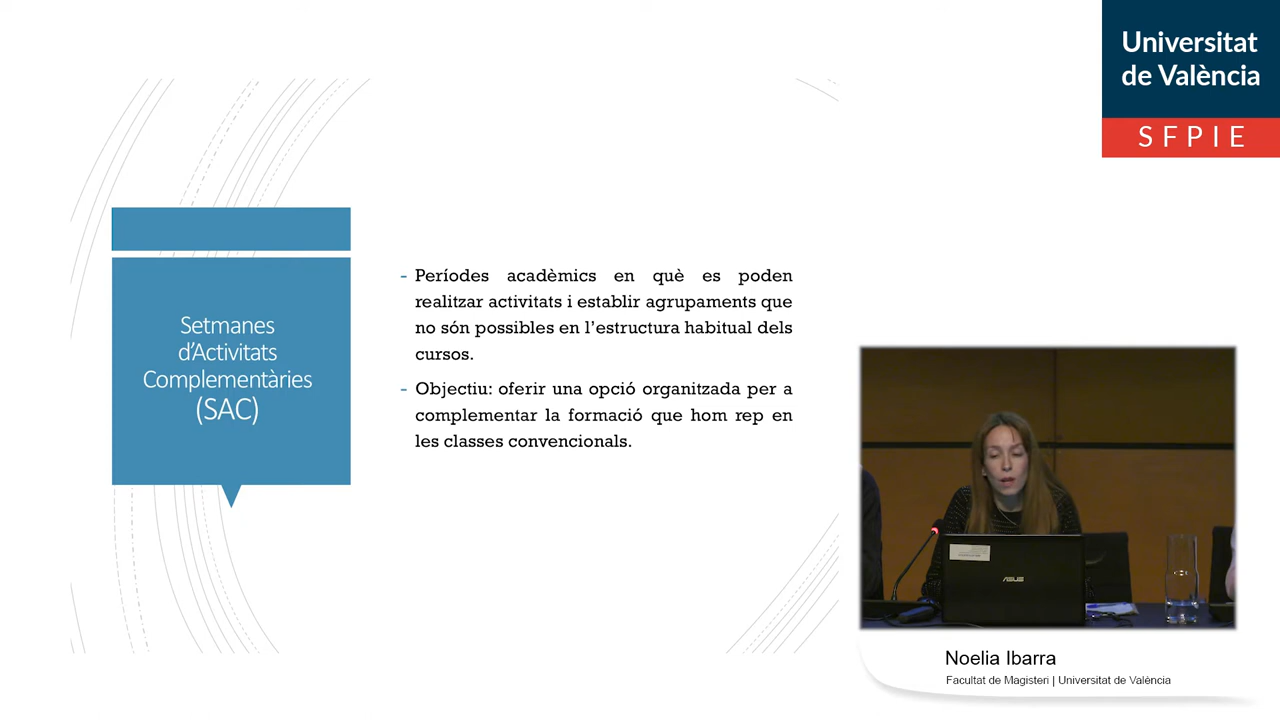 Universitat
de València
SFPIE
Setmanes
d'Activitats
Complementàries
(SAC)
- Períodes acadèmics en què es poden
realitzar activitats i establir agrupaments que
no són possibles en l'estructura habitual dels
cursos.
- Objectiu: oferir una opció organitzada per a
complementar la formació que hom rep en
les classes convencionals.
ASUS
Noelia Ibarra
Facultat de Magisteri | Universitat de València